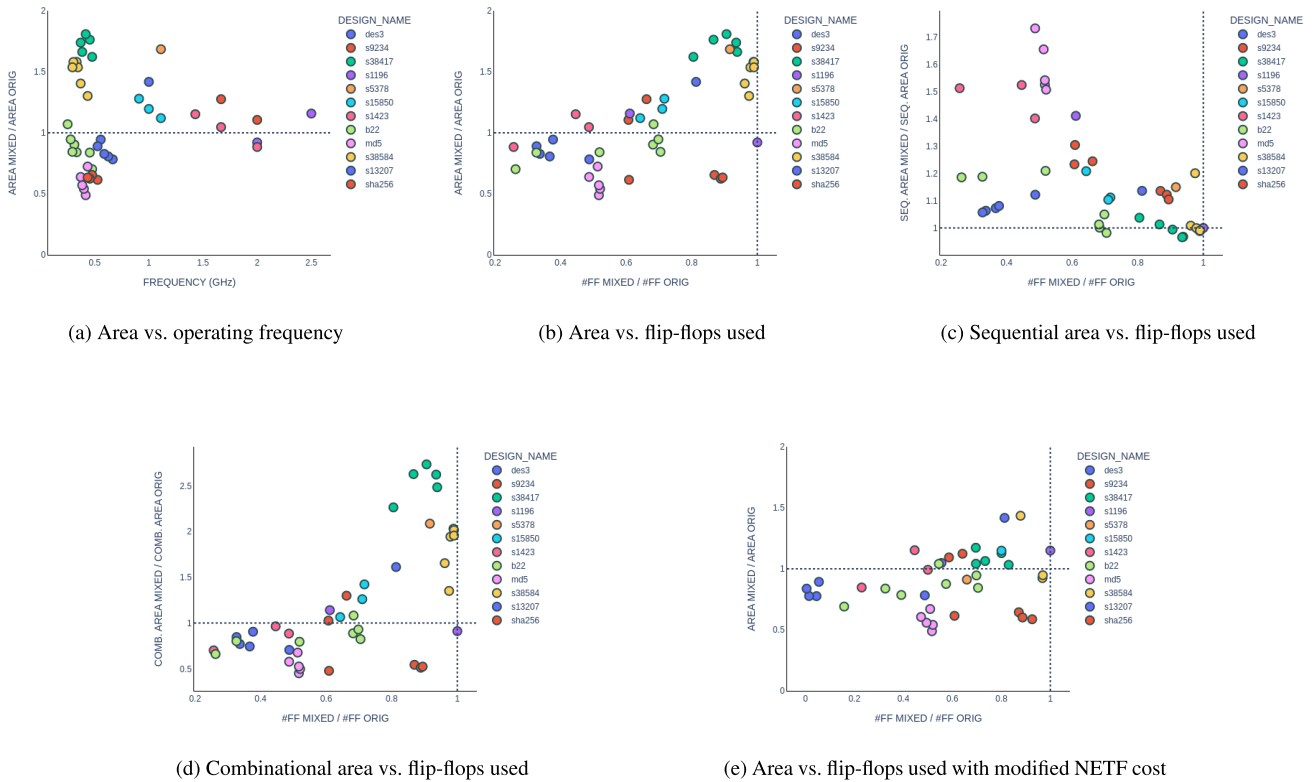 2
1.5
1
0.5
0
0.5
1
1.5
2
2.5
AREA MIXED / AREA ORIG
FREQUENCY (GHz)
DESIGN_NAME
des3
s9234
s38417
s1196
s5378
s15850
s1423
b22
md5
s38584
s13207
sha256
(a) Area vs. operating frequency
2
1.5
1
0.5
0
0.2
0.4
0.6
0.8
1
AREA MIXED / AREA ORIG
#FF MIXED / #FF ORIG
DESIGN_NAME
des3
s9234
s38417
s1196
s5378
s15850
s1423
b22
md5
s38584
s13207
sha256
(b) Area vs. flip-flops used
1.7
1.6
1.5
1.4
1.3
1.2
1.1
1
0.2
0.4
0.6
0.8
1
SEQ. AREA MIXED / SEQ. AREA ORIG
#FF MIXED / #FF ORIG
DESIGN_NAME
des3
s9234
s38417
s1196
s5378
s15850
s1423
b22
md5
s38584
s13207
sha256
(c) Sequential area vs. flip-flops used
2.5
2
1.5
1
0.5
0.2
0.4
0.6
0.8
1
COMB. AREA MIXED / COMB. AREA ORIG
#FF MIXED / #FF ORIG
DESIGN_NAME
des3
s9234
s38417
s1196
s5378
s15850
s1423
b22
md5
s38584
s13207
sha256
(d) Combinational area vs. flip-flops used
2
1.5
1
0.5
0
0
0.2
0.4
0.6
0.8
1
AREA MIXED / AREA ORIG
#FF MIXED / #FF ORIG
DESIGN_NAME
des3
s9234
s38417
s1196
s5378
s15850
s1423
b22
md5
s38584
s13207
sha256
(e) Area vs. flip-flops used with modified NETF cost